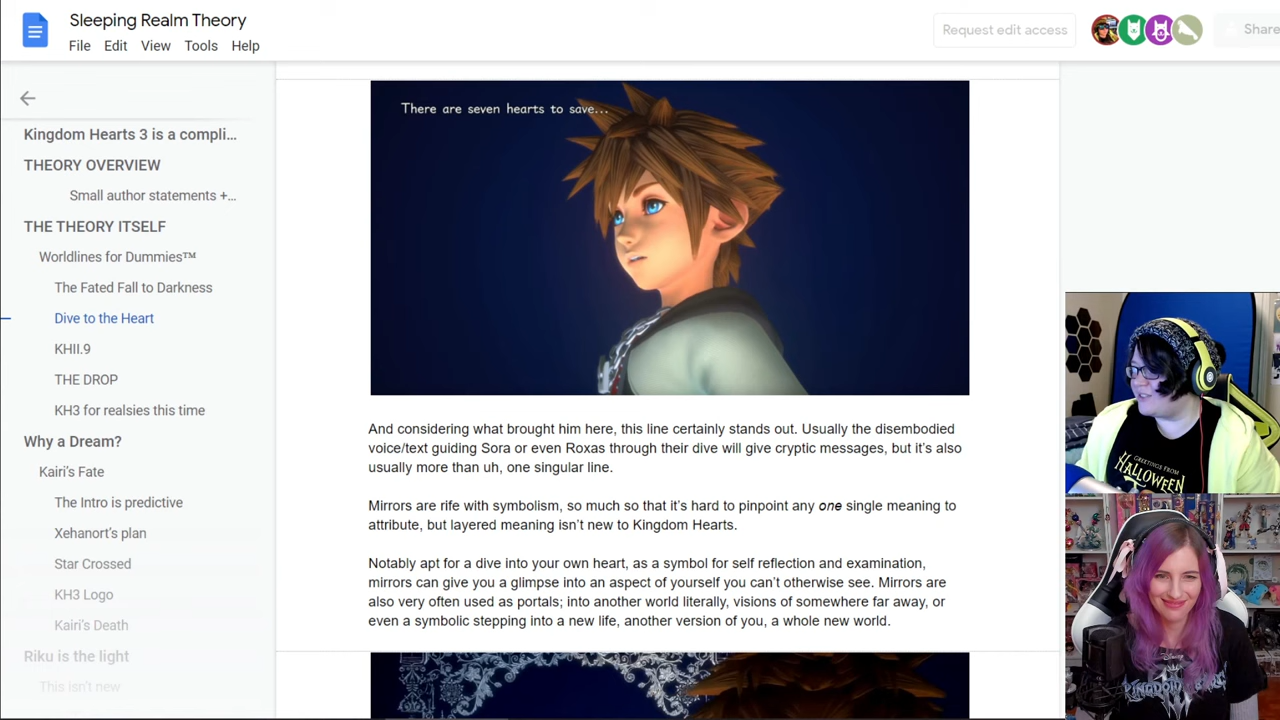 Sleeping Realm Theory
File Edit View Tools Help
Request edit access
Share
Kingdom Hearts 3 is a compli...
THEORY OVERVIEW
Small author statements +...
THE THEORY ITSELF
Worldlines for Dummies™
The Fated Fall to Darkness
Dive to the Heart
KHII.9
THE DROP
KH3 for realsies this time
Why a Dream?
Kairi's Fate
The Intro is predictive
Xehanort's plan
Star Crossed
KH3 Logo
Kairi's Death
Riku is the light
This isn't new
There are seven hearts to save...
And considering what brought him here, this line certainly stands out. Usually the disembodied
voice/text guiding Sora or even Roxas through their dive will give cryptic messages, but it's also
usually more than uh, one singular line.
Mirrors are rife with symbolism, so much so that it's hard to pinpoint any one single meaning to
attribute, but layered meaning isn't new to Kingdom Hearts.
Notably apt for a dive into your own heart, as a symbol for self reflection and examination,
mirrors can give you a glimpse into an aspect of yourself you can't otherwise see. Mirrors are
also very often used as portals; into another world literally, visions of somewhere far away, or
even a symbolic stepping into a new life, another version of you, a whole new world.
GREETINGS FROM
HALLOWEEN
Disney